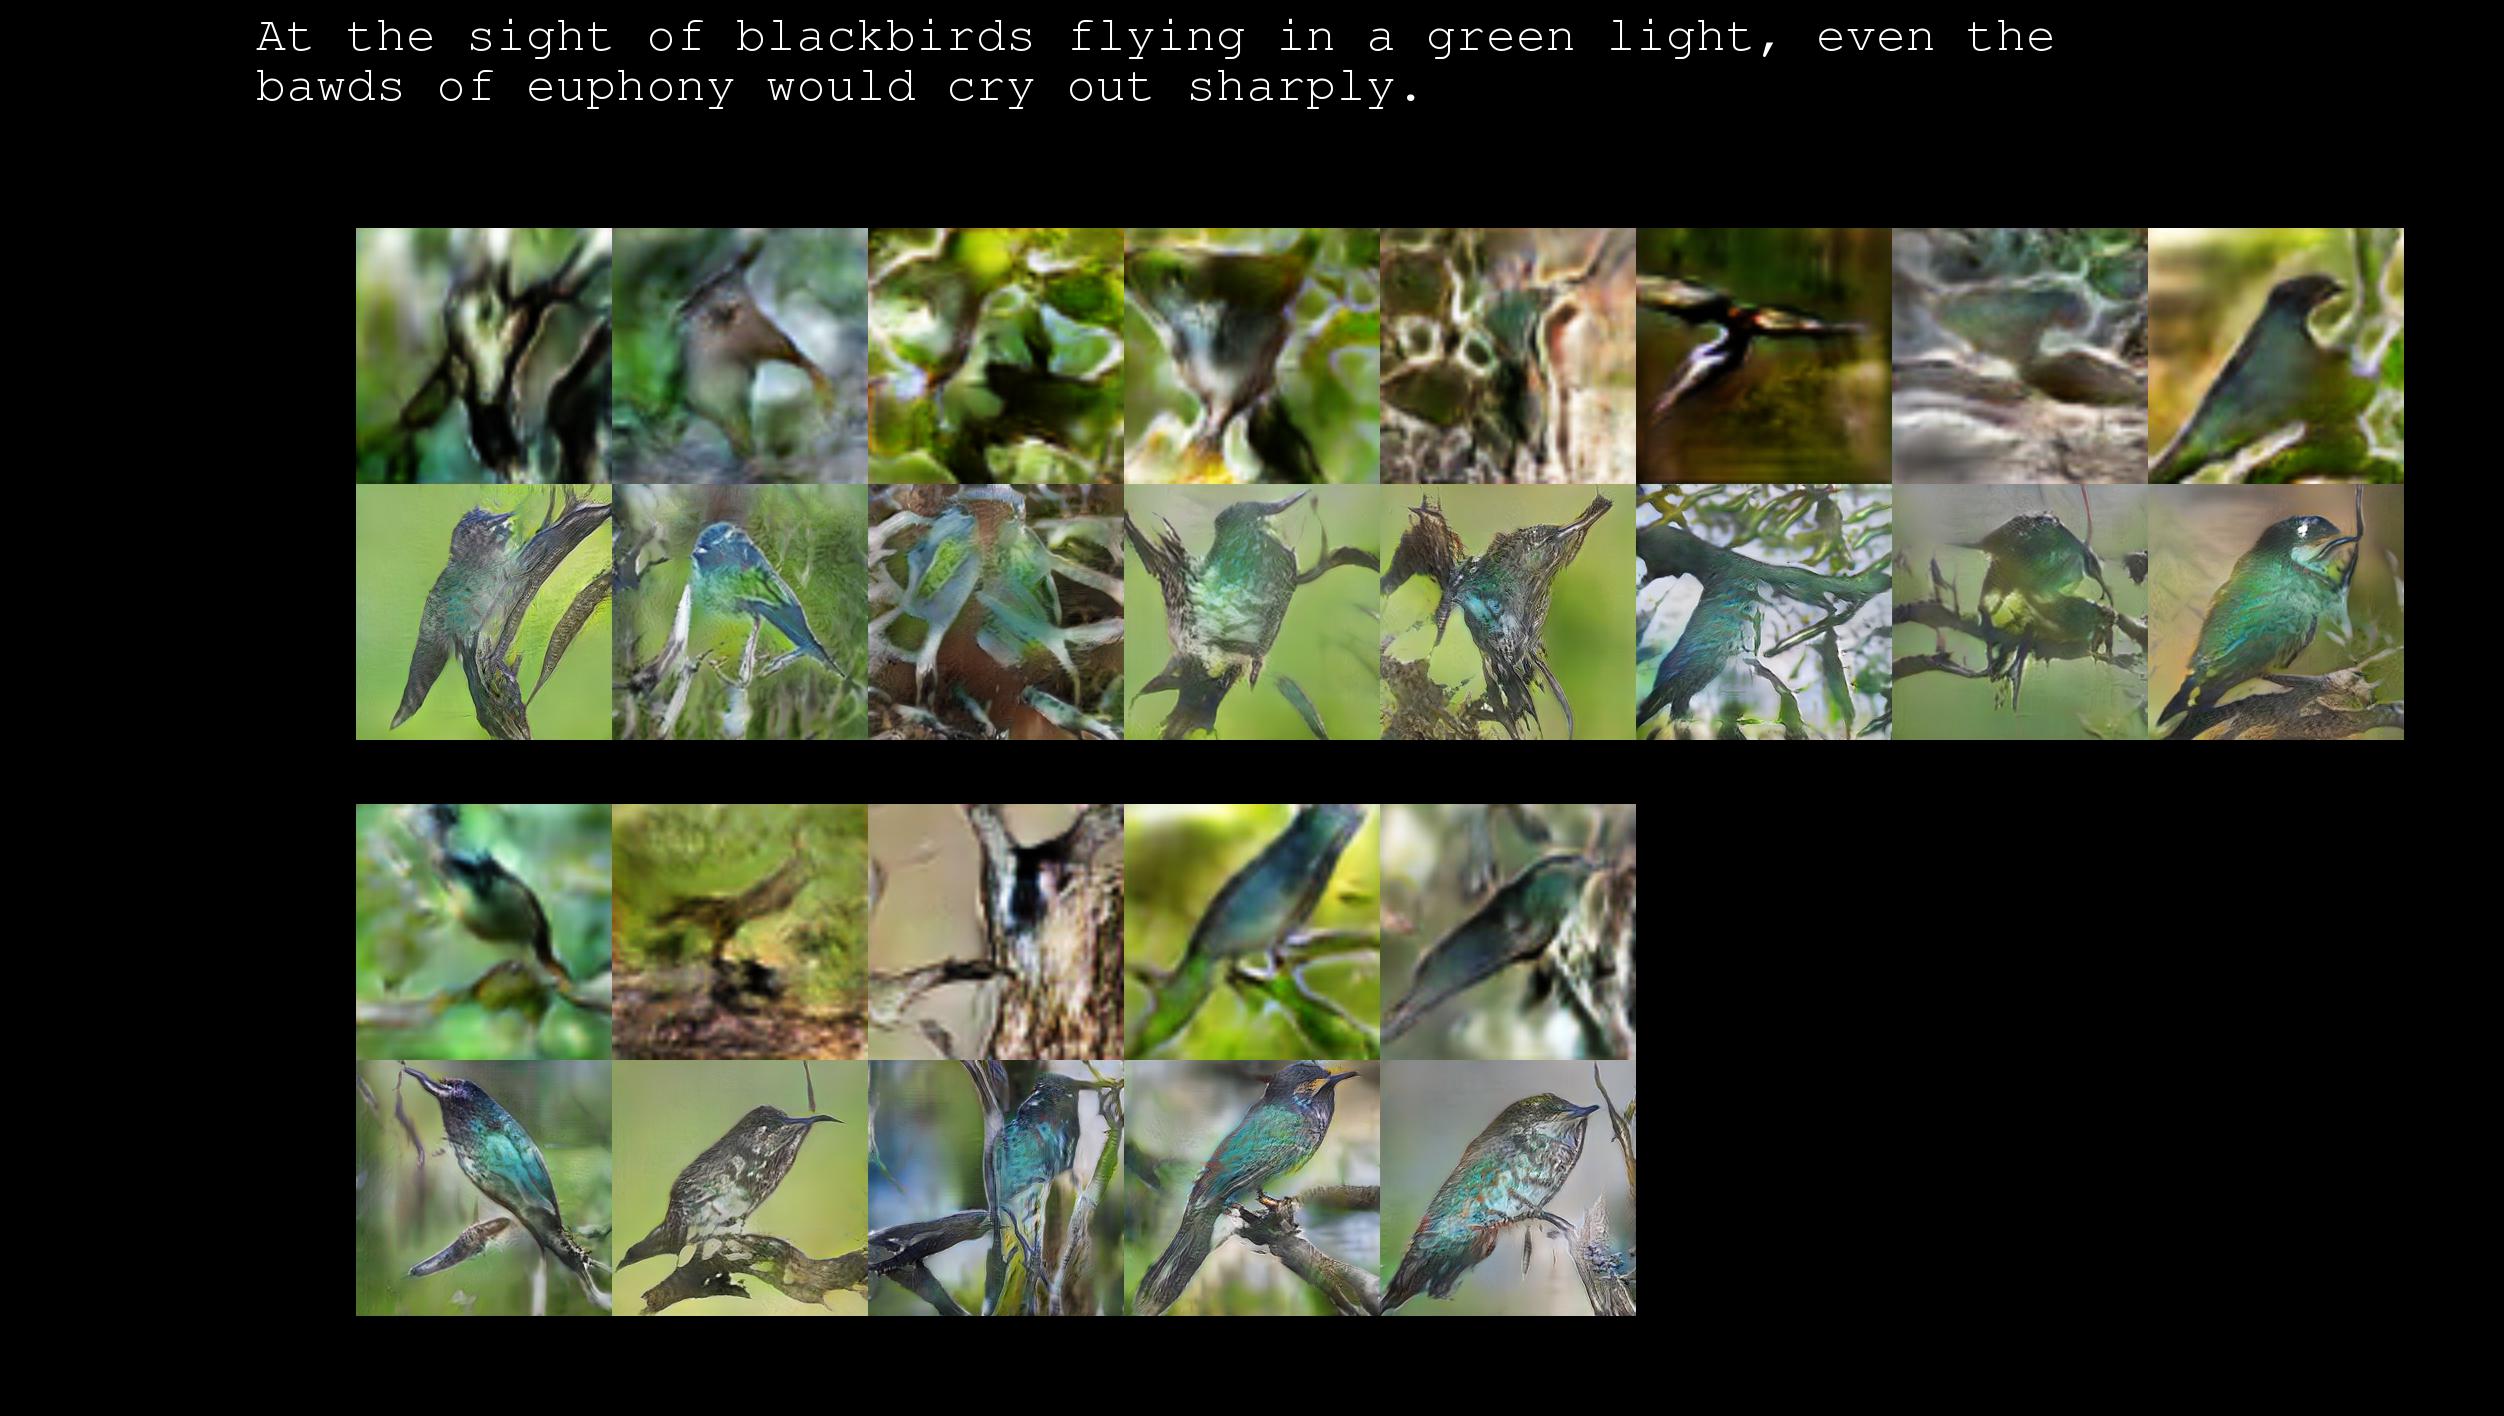 At the sight of blackbirds flying in a green light, even the
bawds of euphony would cry out sharply.